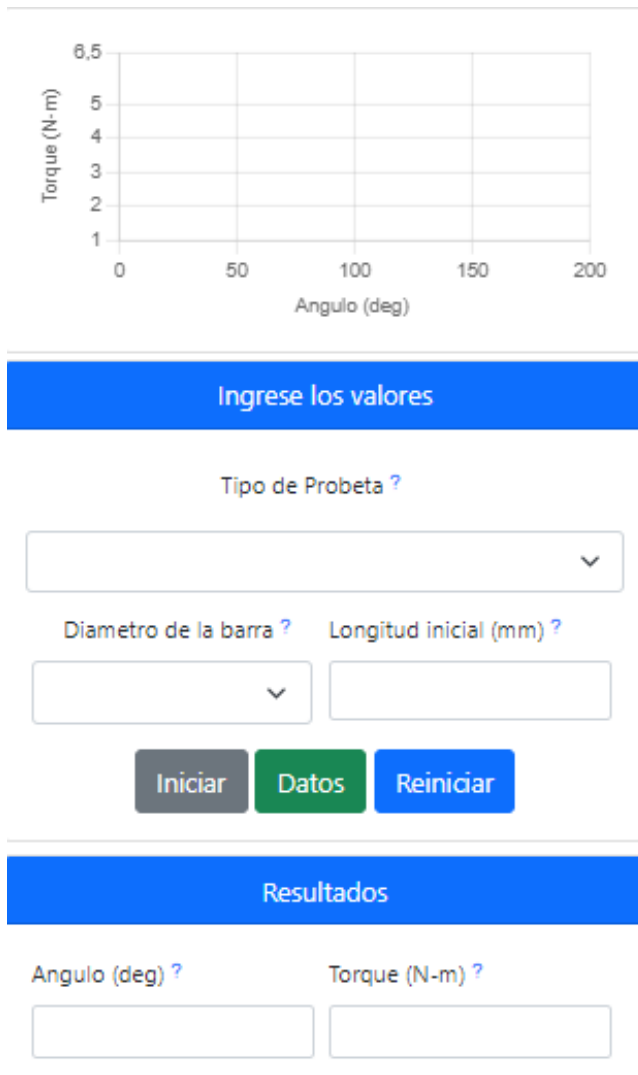 6,5
Torque (N-m)
5
4
3
2
1
0 50 100 150 200
Angulo (deg)
Ingrese los valores
Tipo de Probeta ?
Diametro de la barra ? Longitud inicial (mm) ?
Iniciar Datos Reiniciar
Resultados
Angulo (deg) ? Torque (N-m) ?